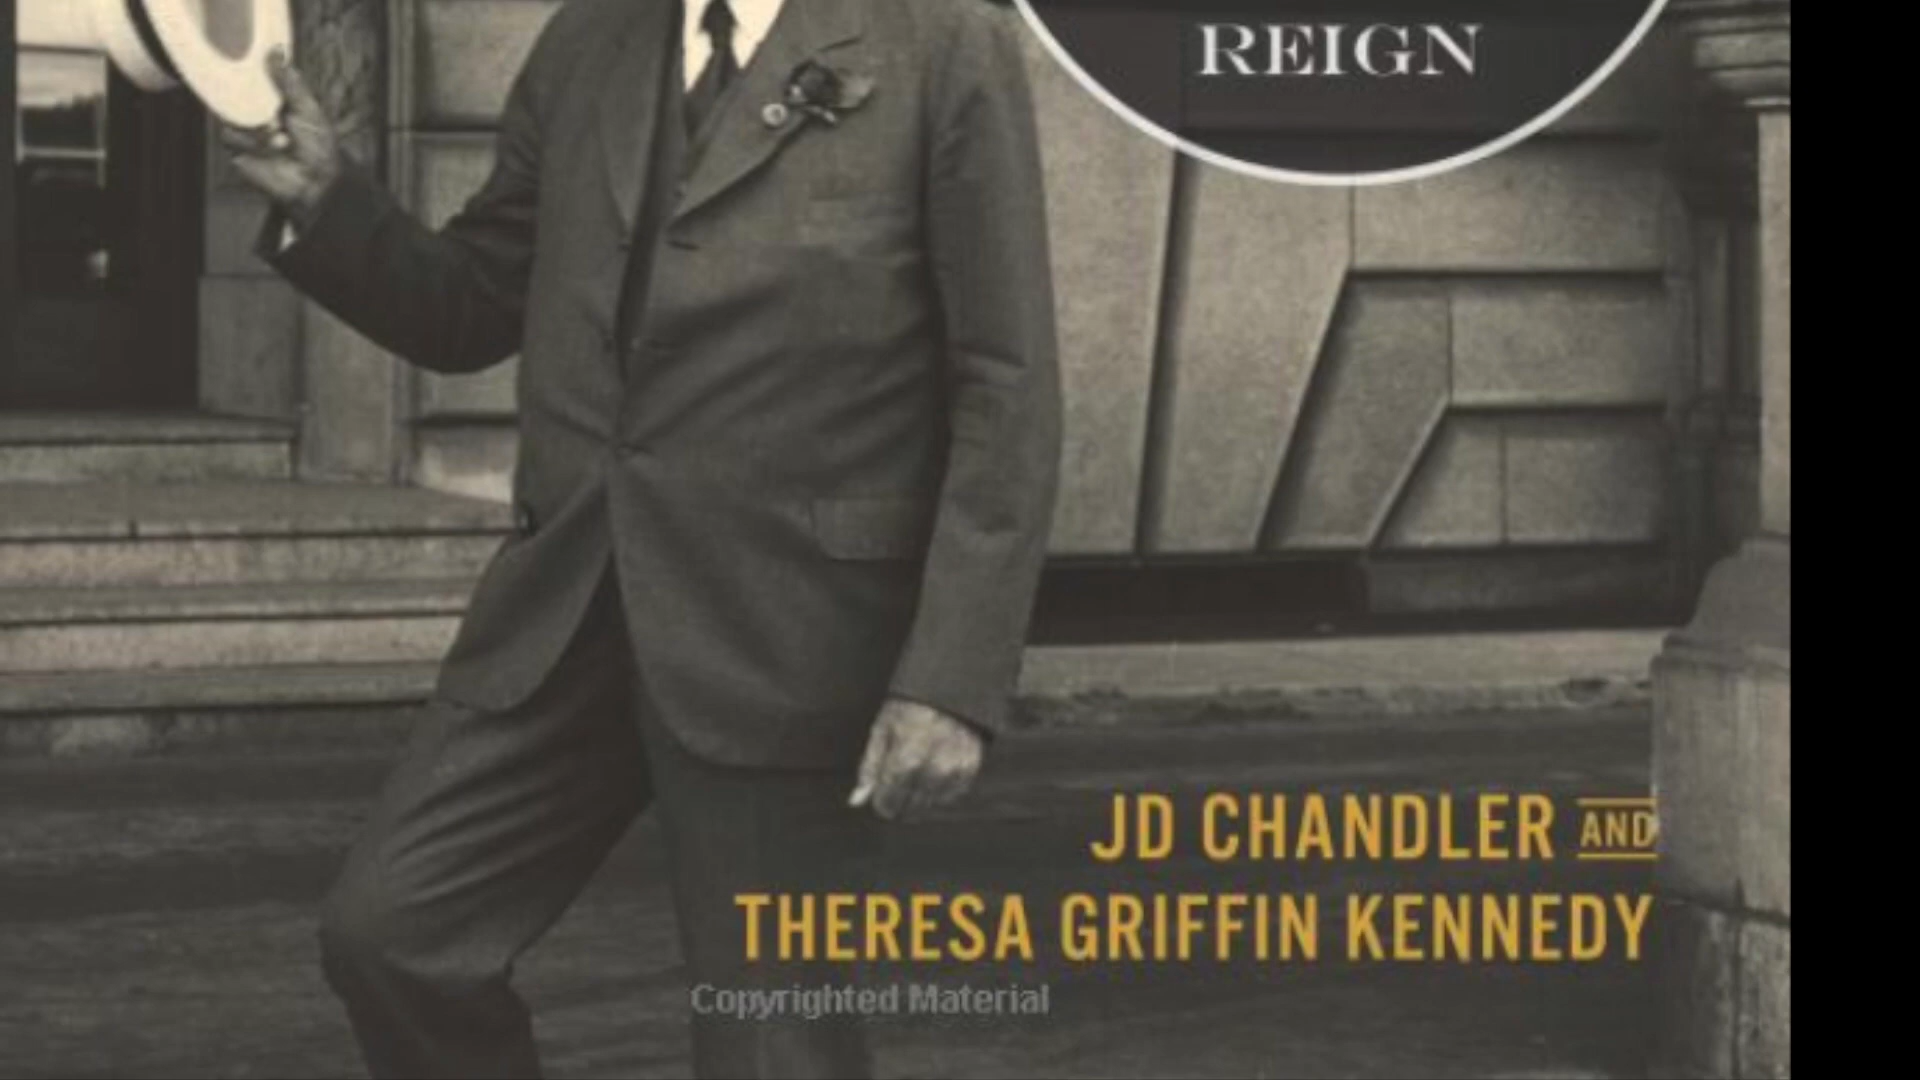 REIGN
JD CHANDLER AND
THERESA GRIFFIN KENNEDY
Copyrighted Material